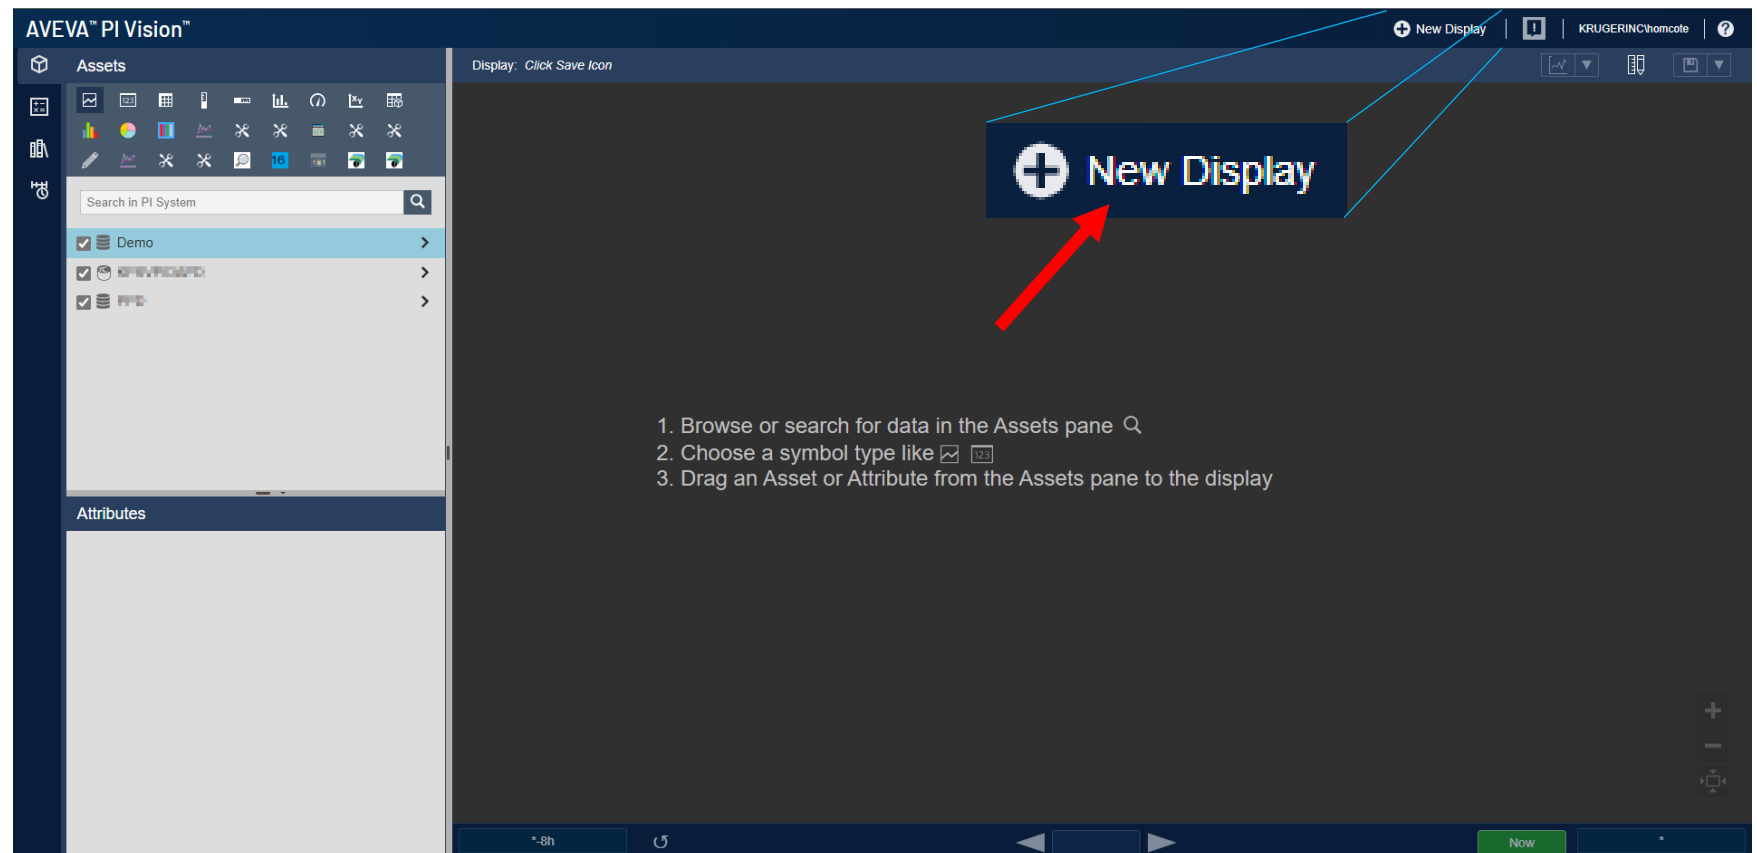 AVEVA™ PI Vision™
New Display
KRUGERINC\homcote
Assets
Display: Click Save Icon
New Display
Search in PI System
Demo
1. Browse or search for data in the Assets pane
2. Choose a symbol type like
3. Drag an Asset or Attribute from the Assets pane to the display
Attributes
*-8h
Now
*